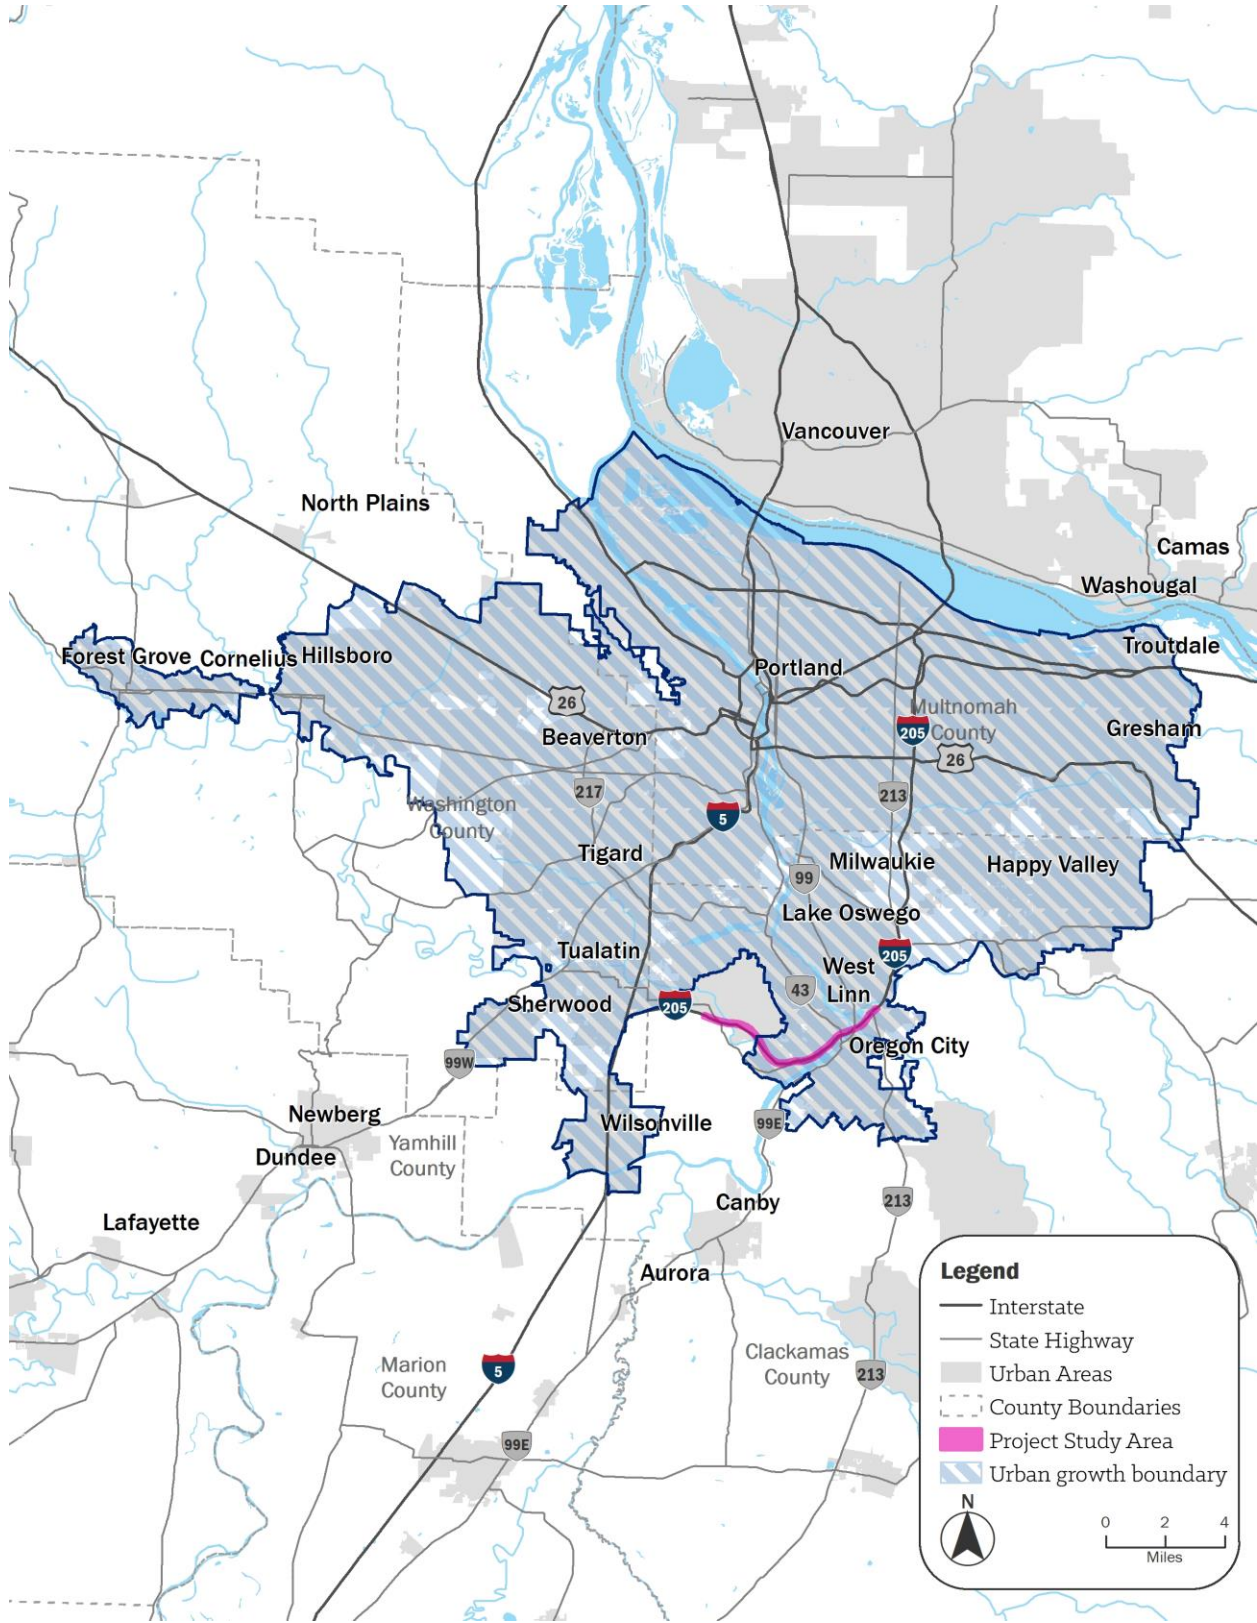 Vancouver
North Plains
Camas
Washougal
Troutdale
Forest Grove
Cornelius
Hillsboro
Portland
26
Multnomah
County
205
Gresham
Beaverton
26
217
213
Washington
County
5
Tigard
Milwaukie
Happy Valley
99
Lake Oswego
Tualatin
205
West
Linn
43
Sherwood
205
Oregon City
99W
Newberg
Wilsonville
99E
Yamhill
County
Dundee
Canby
213
Lafayette
Aurora
Marion
County
5
Clackamas
County
213
99E
Legend
Interstate
State Highway
Urban Areas
County Boundaries
Project Study Area
Urban growth boundary
N
0 2 4
Miles